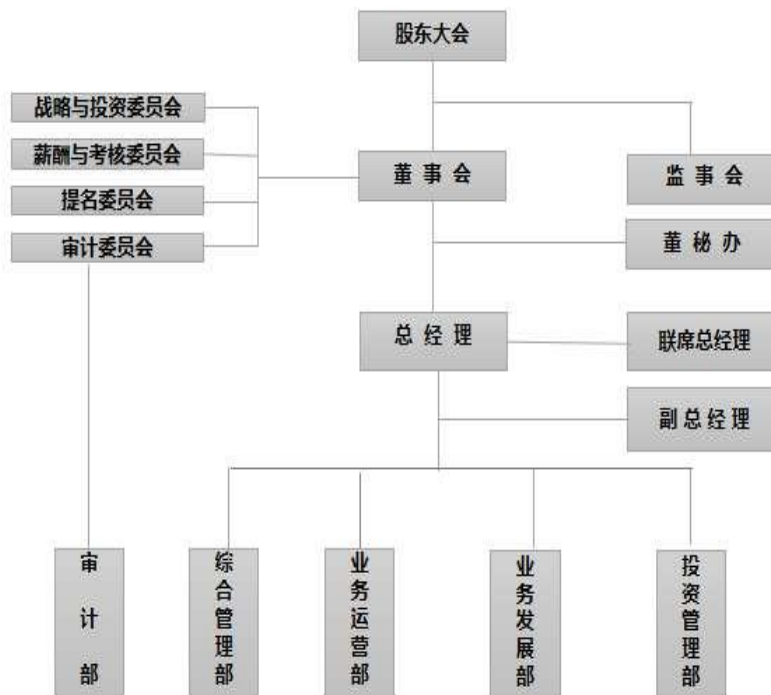 股东大会
战略与投资委员会
薪酬与考核委员会
提名委员会
审计委员会
董事会
监事会
董秘办
总经理
联席总经理
副总经理
审计部
综合管理部
业务运营部
业务发展部
投资管理部